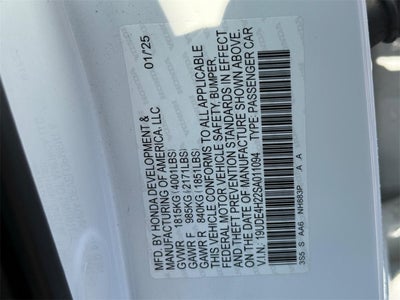 MFD BY HONDA DEVELOPMENT & 01/'25
MANUFACTURING OF AMERICA, LLC
GVWR 1815KG(4001LBS)
GAWR F 985KG(2171LBS)
GAWR R 840KG(1851LBS)
THIS VEHICLE CONFORMS TO ALL APPLICABLE
FEDERAL MOTOR VEHICLE SAFETY, BUMPER,
AND THEFT PREVENTION STANDARDS IN EFFECT
ON THE DATE OF MANUFACTURE SHOWN ABOVE.
V.I.N: 19UDE4H22SA011094 TYPE:PASSENGER CAR
3S5 S AA6 NH883P A A